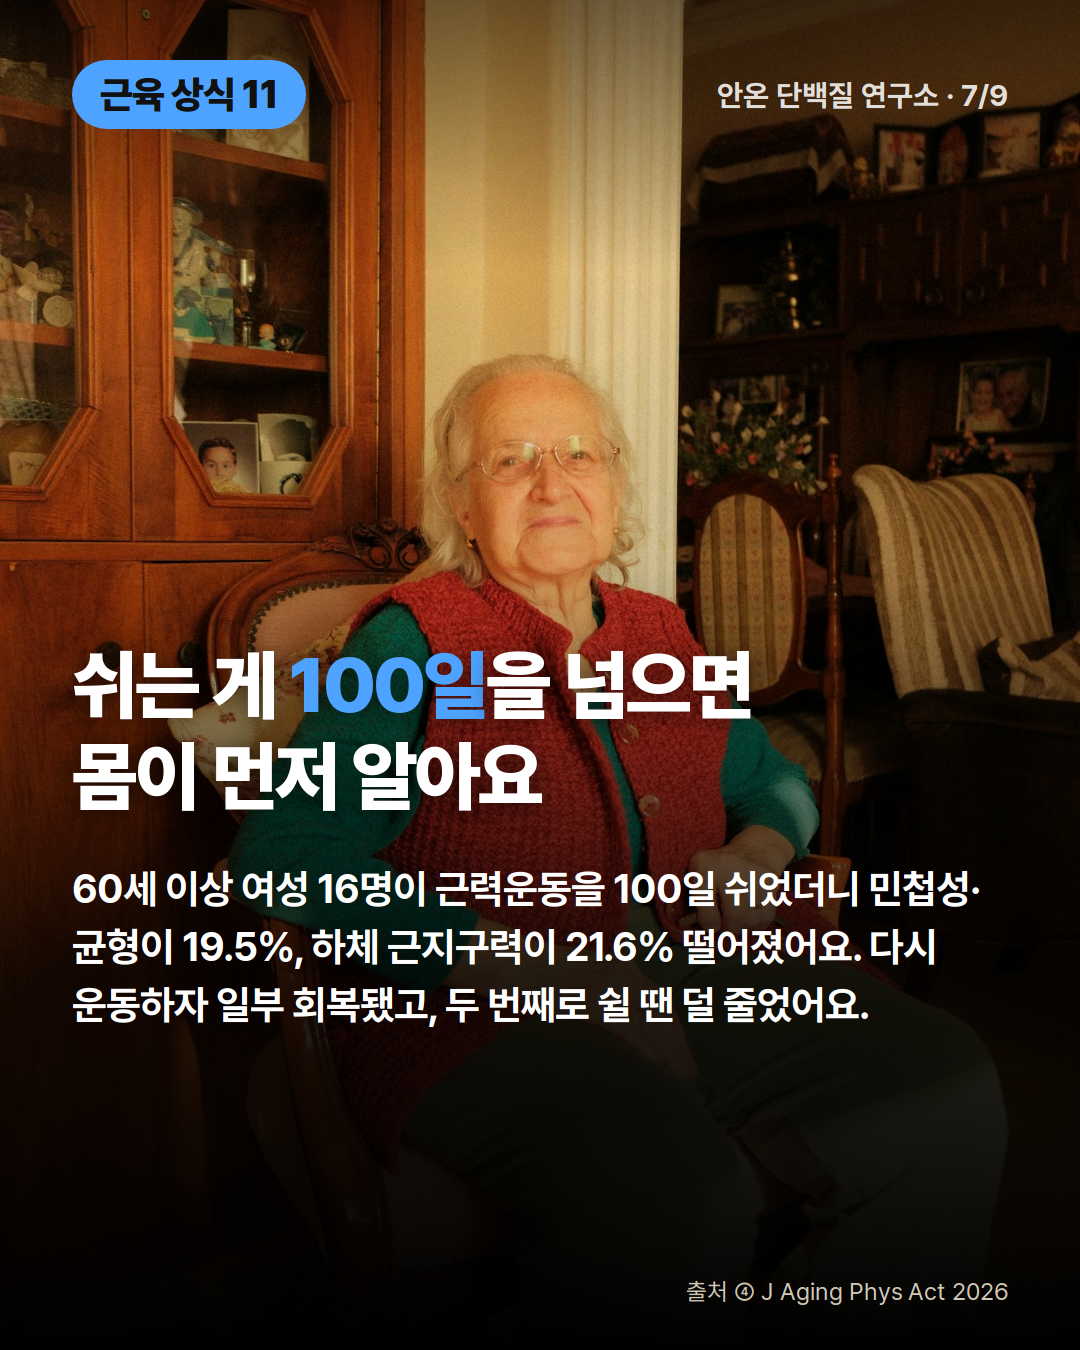 근육 상식 11
안온 단백질 연구소 · 7/9
쉬는 게 100일을 넘으면
몸이 먼저 알아요
60세 이상 여성 16명이 근력운동을 100일 쉬었더니 민첩성·
균형이 19.5%, 하체 근지구력이 21.6% 떨어졌어요. 다시
운동하자 일부 회복됐고, 두 번째로 쉴 땐 덜 줄었어요.
출처 ④ J Aging Phys Act 2026